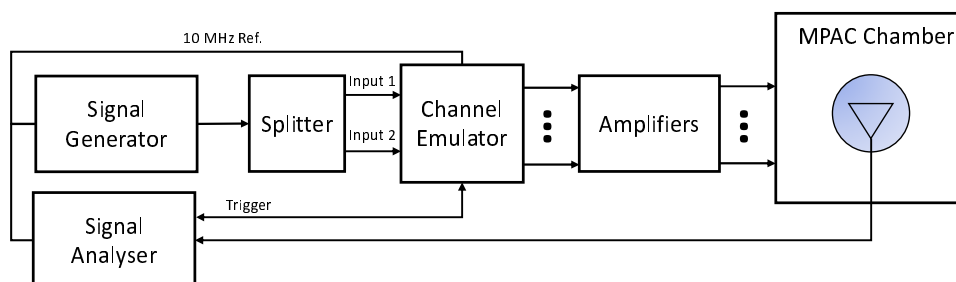 10 MHz Ref.
MPAC Chamber
Signal
Generator
Splitter
Input 1
Input 2
Channel
Emulator
Amplifiers
Trigger
Signal
Analyser